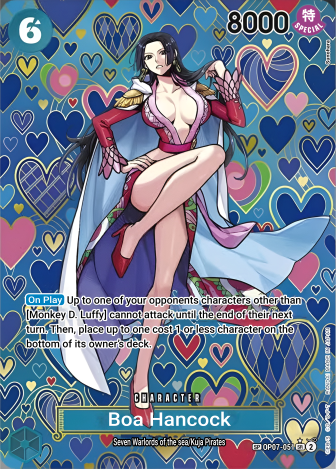 6
8000
特
SPECIAL
On Play Up to one of your opponents characters other than
[Monkey D. Luffy] cannot attack until the end of their next
turn. Then, place up to one cost 1 or less character on the
bottom of its owner's deck.
CHARACTER
Boa Hancock
Seven Warlords of the sea/Kuja Pirates
SP OP07-051 SR 2